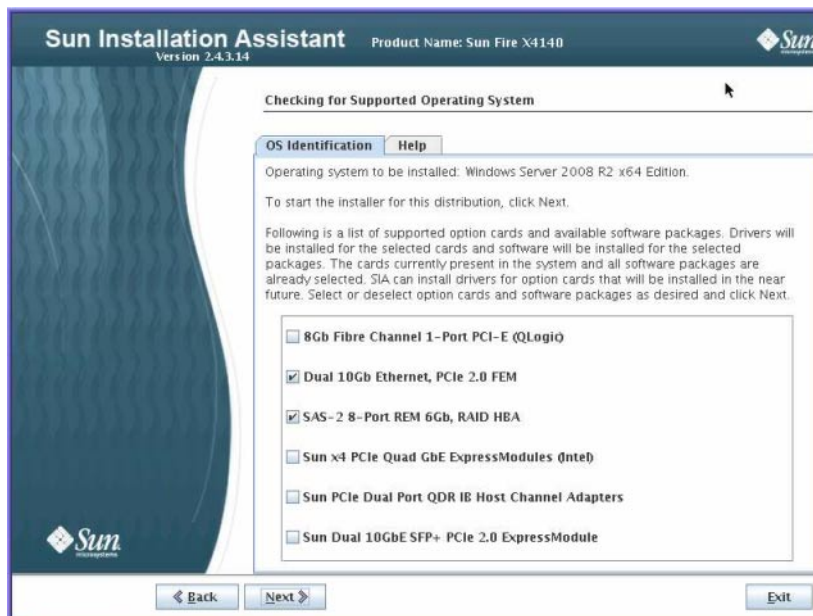 Sun Installation Assistant
Product Name: Sun Fire X4140
Sun
microsystems
Version 2.4.3.14
Checking for Supported Operating System
OS Identification
Help
Operating system to be installed: Windows Server 2008 R2 x64 Edition.
To start the installer for this distribution, click Next.
Following is a list of supported option cards and available software packages. Drivers will
be installed for the selected cards and software will be installed for the selected
packages. The cards currently present in the system and all software packages are
already selected. SIA can install drivers for option cards that will be installed in the near
future. Select or deselect option cards and software packages as desired and click Next.
8Gb Fibre Channel 1-Port PCI-E (QLogic)
Dual 10Gb Ethernet, PCIe 2.0 FEM
SAS-2 8-Port REM 6Gb, RAID HBA
Sun x4 PCIe Quad GbE ExpressModules (Intel)
Sun PCIe Dual Port QDR IB Host Channel Adapters
Sun Dual 10GbE SFP+ PCIe 2.0 ExpressModule
Sun
microsystems
Back
Next
Exit